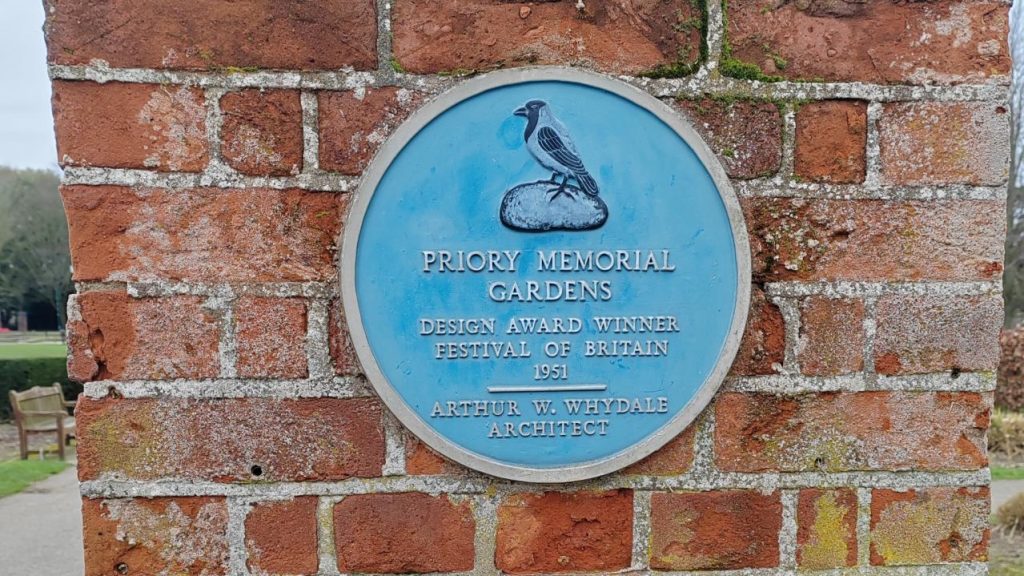 PRIORY MEMORIAL
GARDENS
DESIGN AWARD WINNER
FESTIVAL OF BRITAIN
1951
ARTHUR W. WHYDALE
ARCHITECT